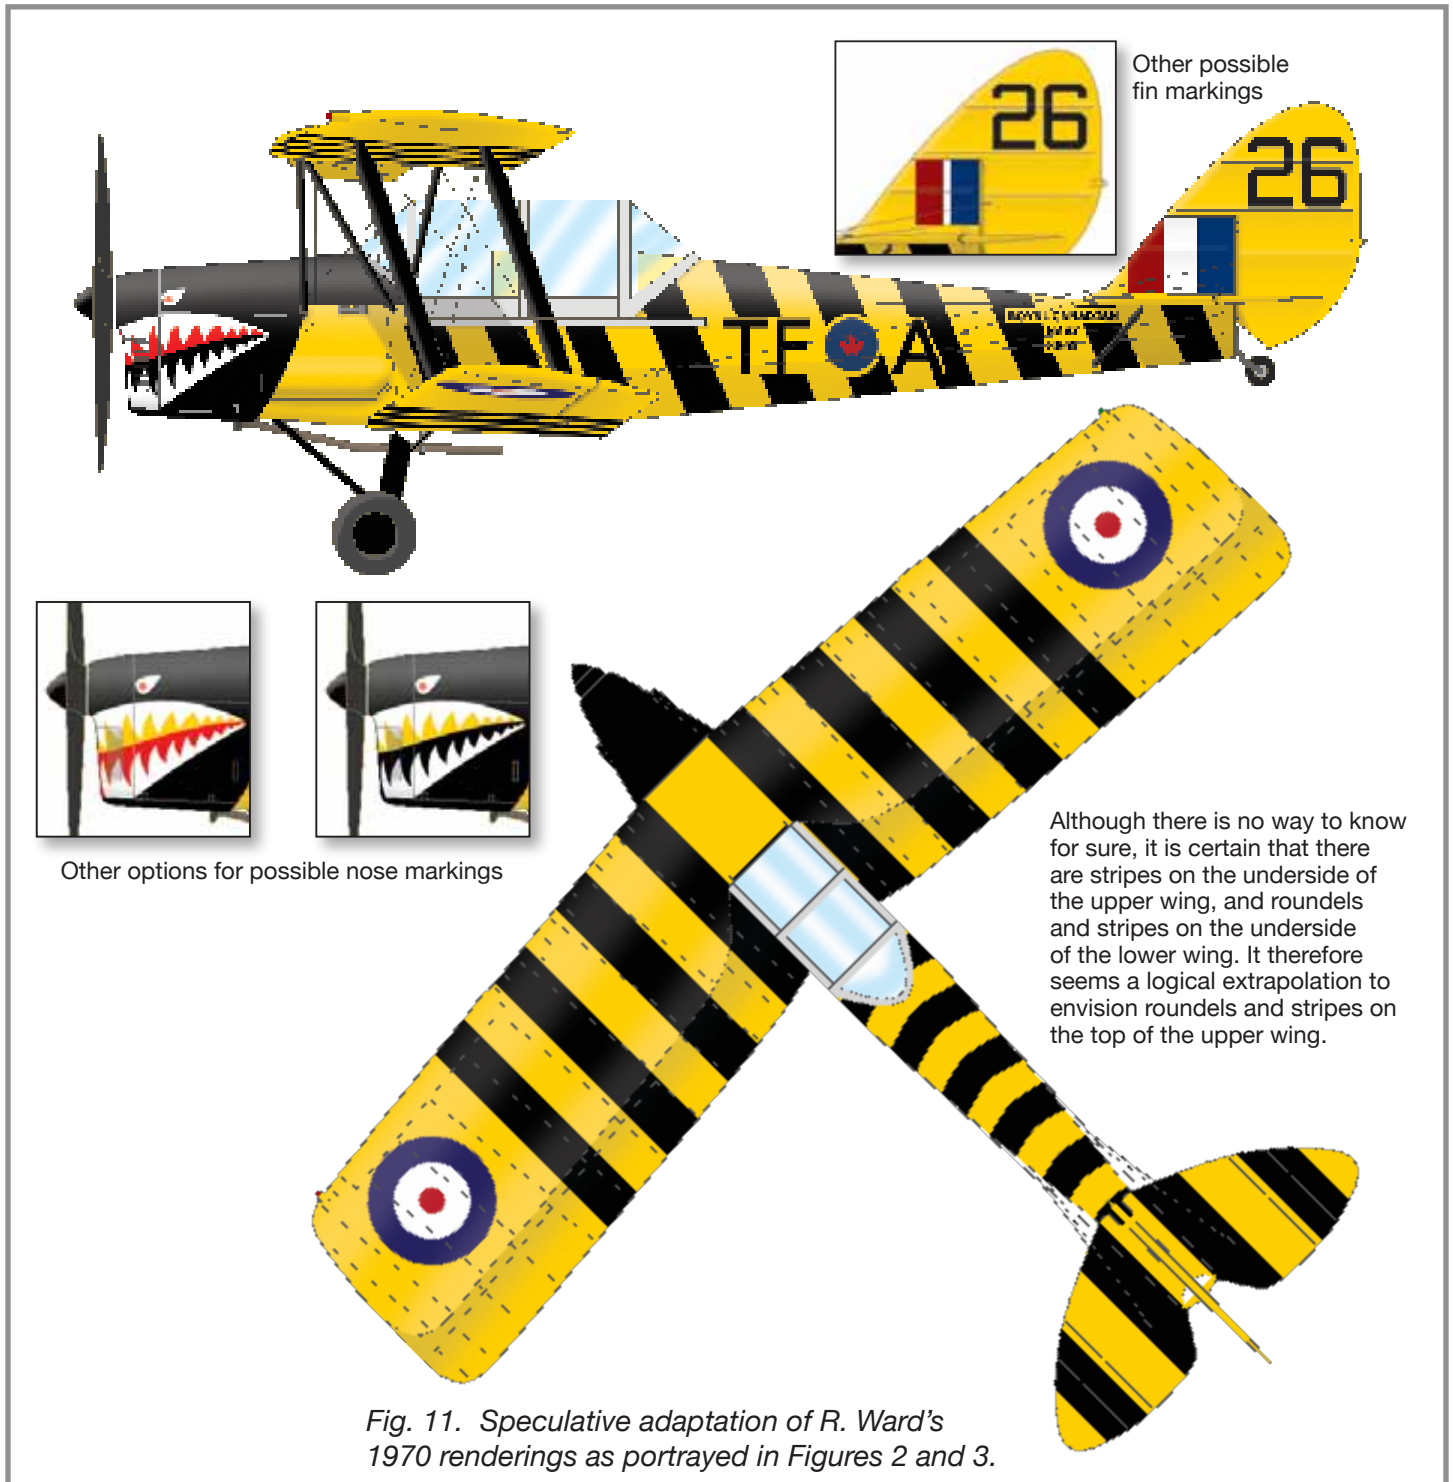 Other possible
fin markings
26
26
TF A
ROYAL CANADIAN
NAVY
Other options for possible nose markings
Although there is no way to know
for sure, it is certain that there
are stripes on the underside of
the upper wing, and roundels
and stripes on the underside
of the lower wing. It therefore
seems a logical extrapolation to
envision roundels and stripes on
the top of the upper wing.
Fig. 11. Speculative adaptation of R. Ward’s
1970 renderings as portrayed in Figures 2 and 3.